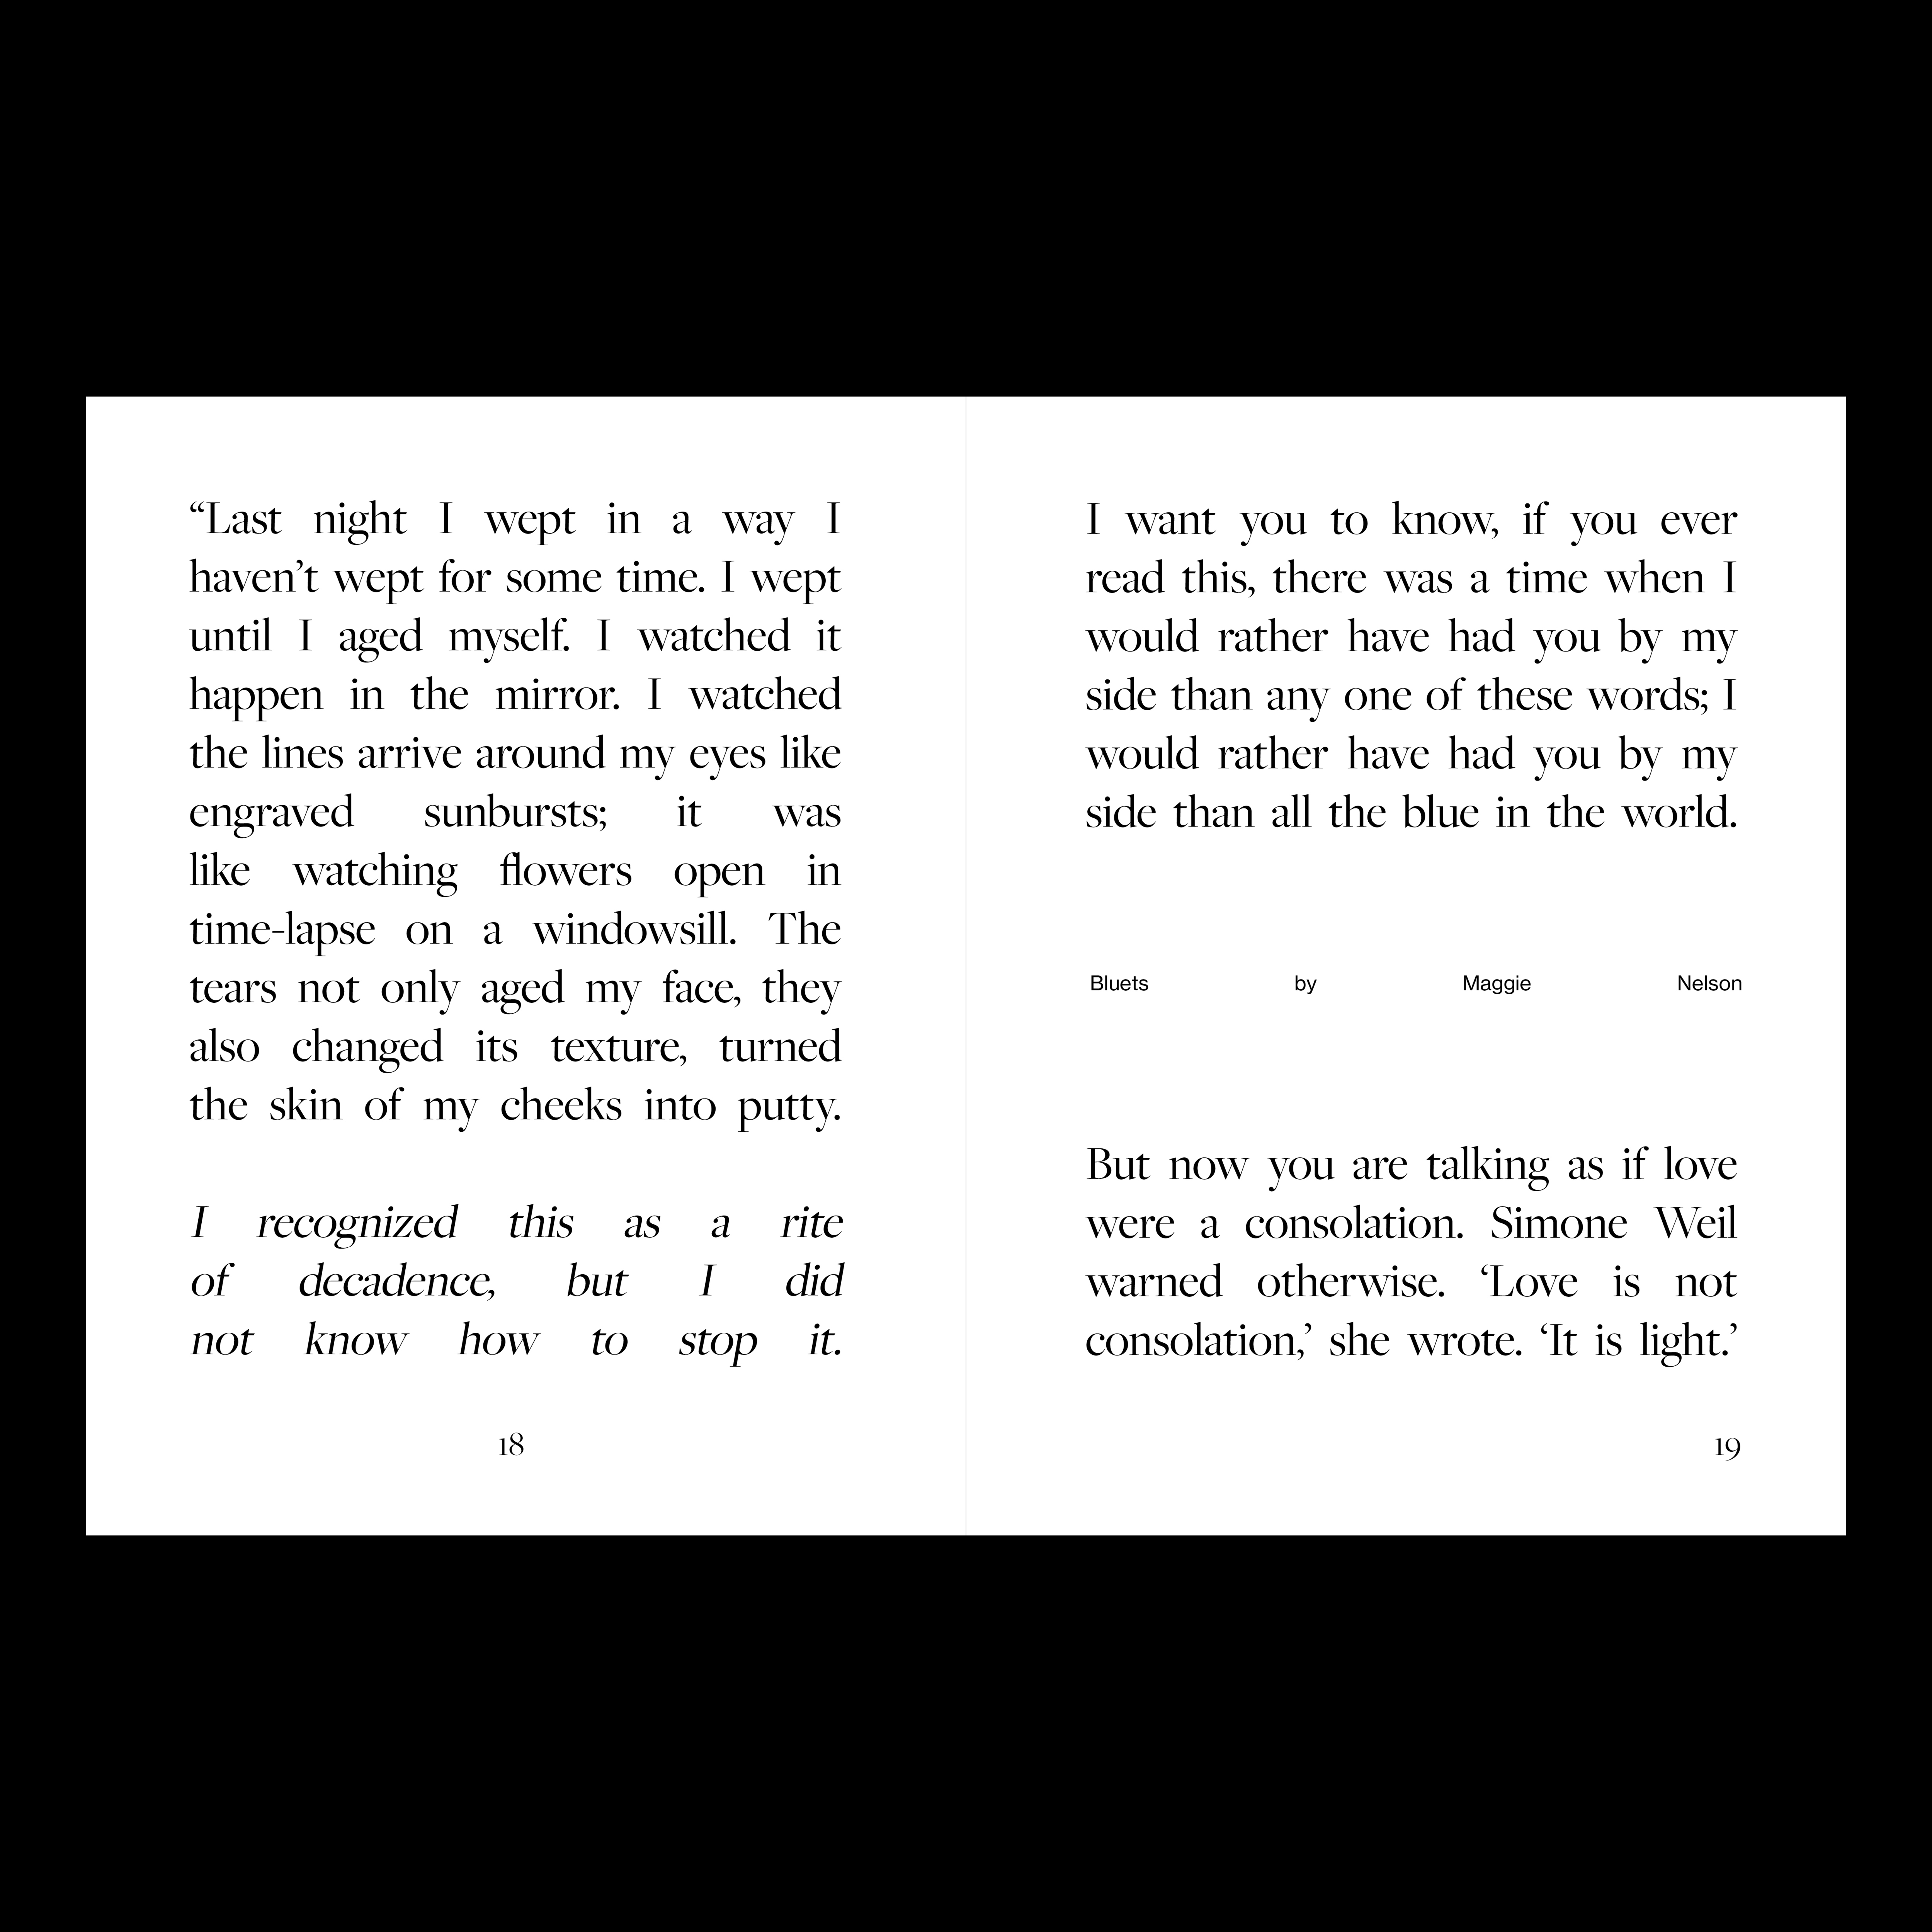 “Last night I wept in a way I
haven’t wept for some time. I wept
until I aged myself. I watched it
happen in the mirror. I watched
the lines arrive around my eyes like
engraved sunbursts; it was
like watching flowers open in
time-lapse on a windowsill. The
tears not only aged my face, they
also changed its texture, turned
the skin of my cheeks into putty.
I recognized this as a rite
of decadence, but I did
not know how to stop it.
18
I want you to know, if you ever
read this, there was a time when I
would rather have had you by my
side than any one of these words; I
would rather have had you by my
side than all the blue in the world.
Bluets by Maggie Nelson
But now you are talking as if love
were a consolation. Simone Weil
warned otherwise. ‘Love is not
consolation,’ she wrote. ‘It is light.’
19